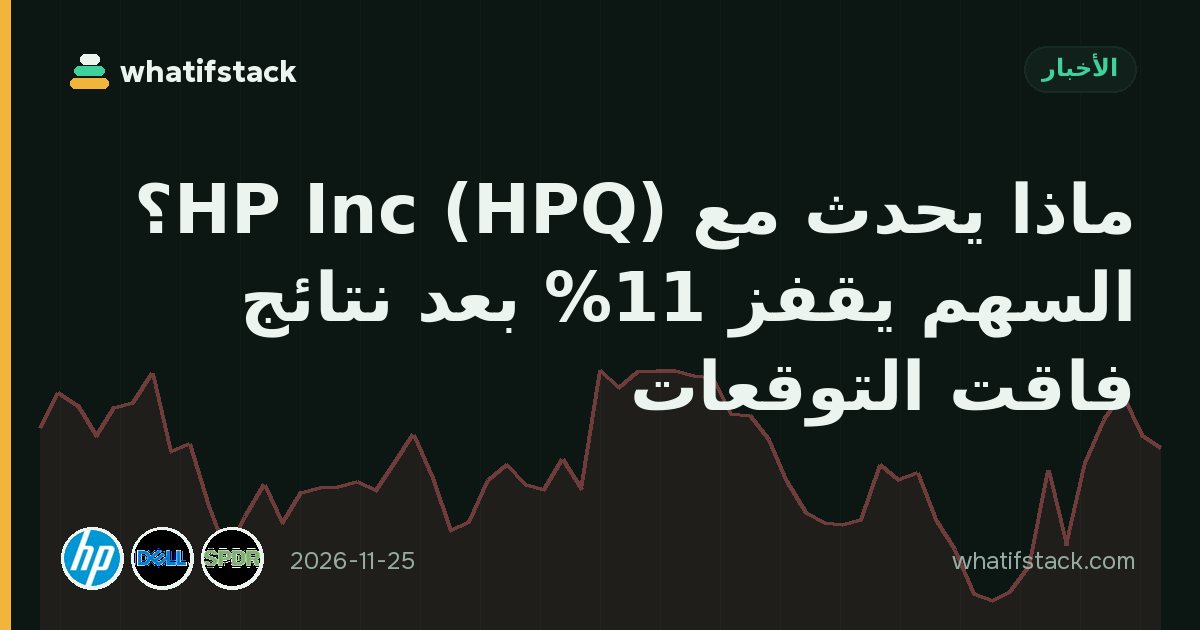 whatifstack
الأخبار
ماذا يحدث مع HP Inc (HPQ)؟
السهم يقفز 11% بعد نتائج
فاقت التوقعات
hp
DELL
SPDR
2026-11-25
whatifstack.com